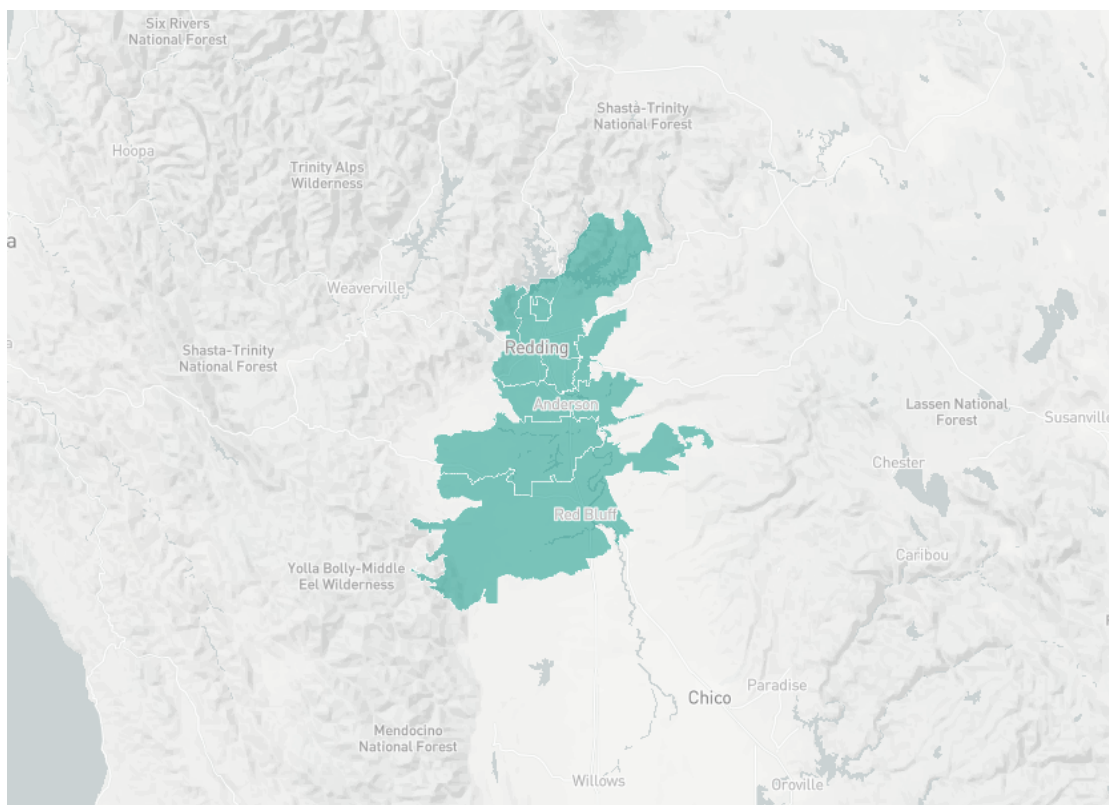 Six Rivers
National Forest
Shasta-Trinity
National Forest
Hoopa
Trinity Alps
Wilderness
a
Weaverville
Shasta-Trinity
National Forest
Redding
Anderson
Lassen National
Forest
Susanville
Chester
Red Bluff
Caribou
Yolla Bolly-Middle
Eel Wilderness
Paradise
Chico
Mendocino
National Forest
Willows
Oroville